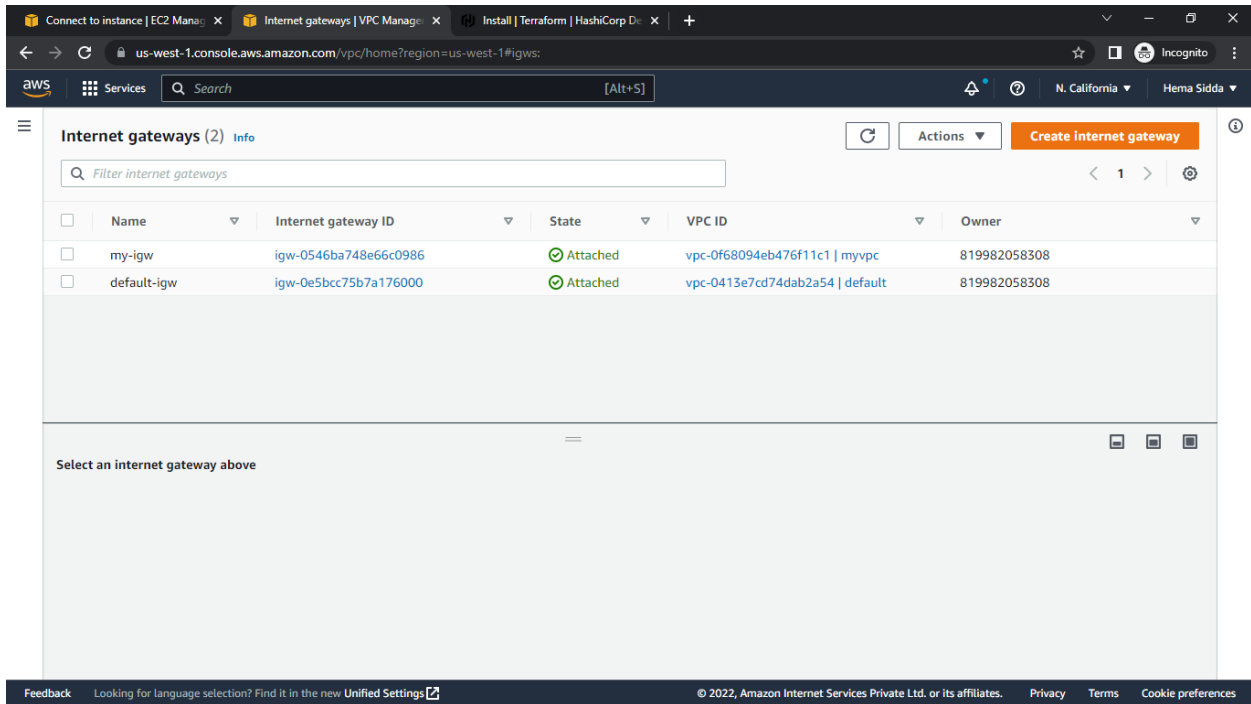 Connect to instance | EC2 Manag
Internet gateways | VPC Manage
Install | Terraform | HashiCorp De
us-west-1.console.aws.amazon.com/vpc/home?region=us-west-1#igws:
Incognito
aws
Services
Search
[Alt+S]
N. California
Hema Sidda
Internet gateways (2) Info
Actions
Create internet gateway
Filter internet gateways
1
Name Internet gateway ID State VPC ID Owner
my-igw igw-0546ba748e66c0986 Attached vpc-0f68094eb476f11c1 | myvpc 819982058308
default-igw igw-0e5bcc75b7a176000 Attached vpc-0413e7cd74dab2a54 | default 819982058308
Select an internet gateway above
Feedback Looking for language selection? Find it in the new Unified Settings © 2022, Amazon Internet Services Private Ltd. or its affiliates. Privacy Terms Cookie preferences